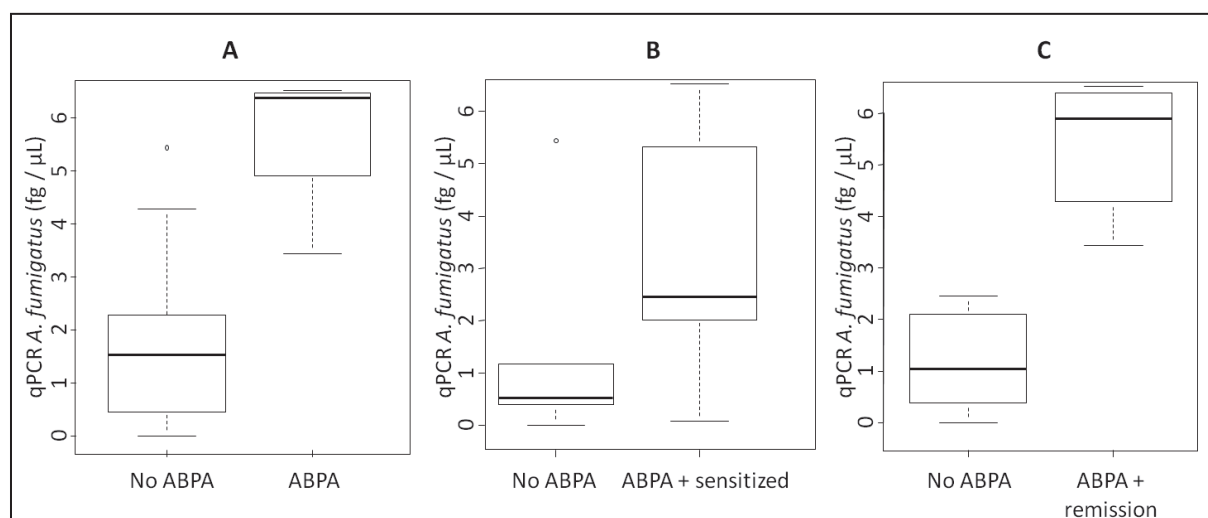 A
qPCR A. fumigatus (fg / µL)
6
5
4
3
2
1
0
No ABPA
ABPA
B
qPCR A. fumigatus (fg / µL)
6
5
4
3
2
1
0
No ABPA
ABPA + sensitized
C
qPCR A. fumigatus (fg / µL)
6
5
4
3
2
1
0
No ABPA
ABPA +
remission